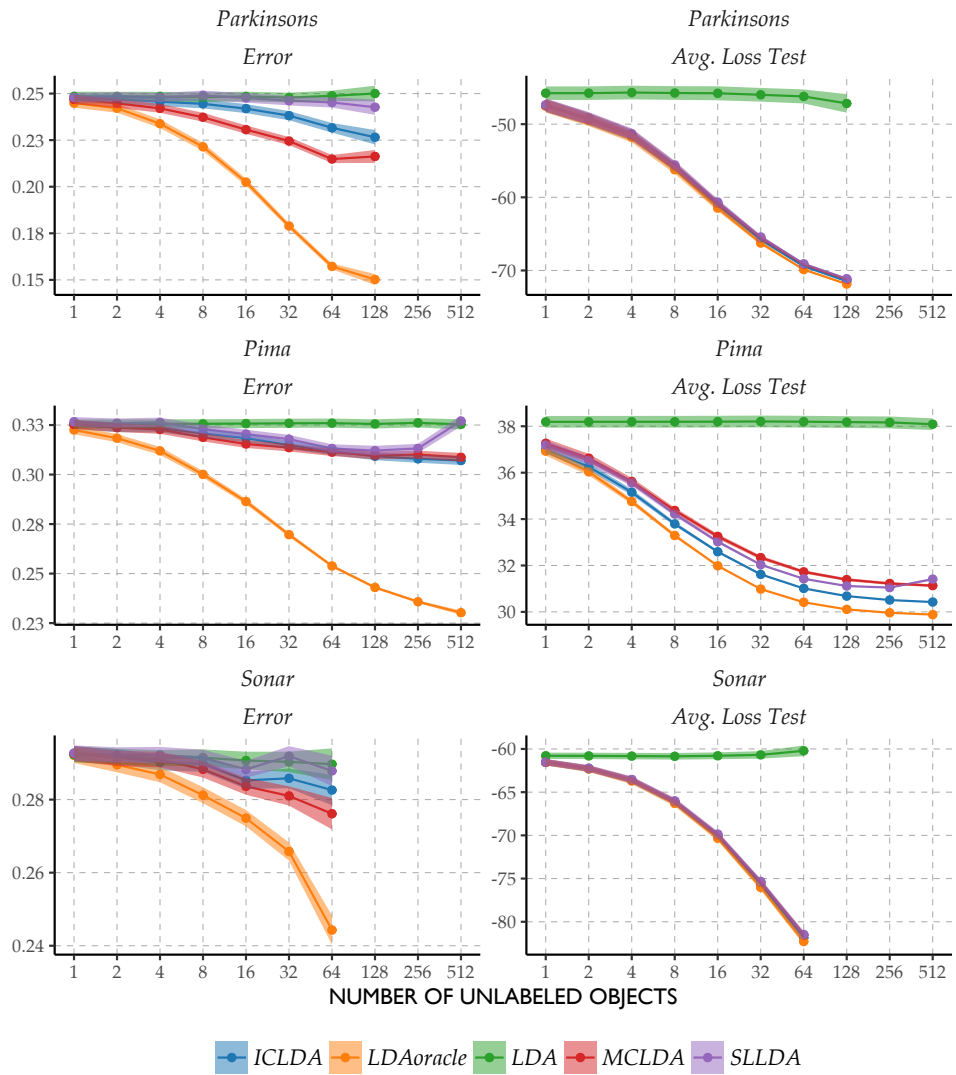 Parkinsons Parkinsons
Error Avg. Loss Test
0.25
0.23
0.20
0.18
0.15
-50
-60
-70
1 2 4 8 16 32 64 128 256 512 1 2 4 8 16 32 64 128 256 512
Pima Pima
Error Avg. Loss Test
0.33
0.30
0.28
0.25
0.23
38
36
34
32
30
1 2 4 8 16 32 64 128 256 512 1 2 4 8 16 32 64 128 256 512
Sonar Sonar
Error Avg. Loss Test
0.28
0.26
0.24
-60
-65
-70
-75
-80
1 2 4 8 16 32 64 128 256 512 1 2 4 8 16 32 64 128 256 512
NUMBER OF UNLABELED OBJECTS
ICLDA LDAoracle LDA MCLDA SLLDA